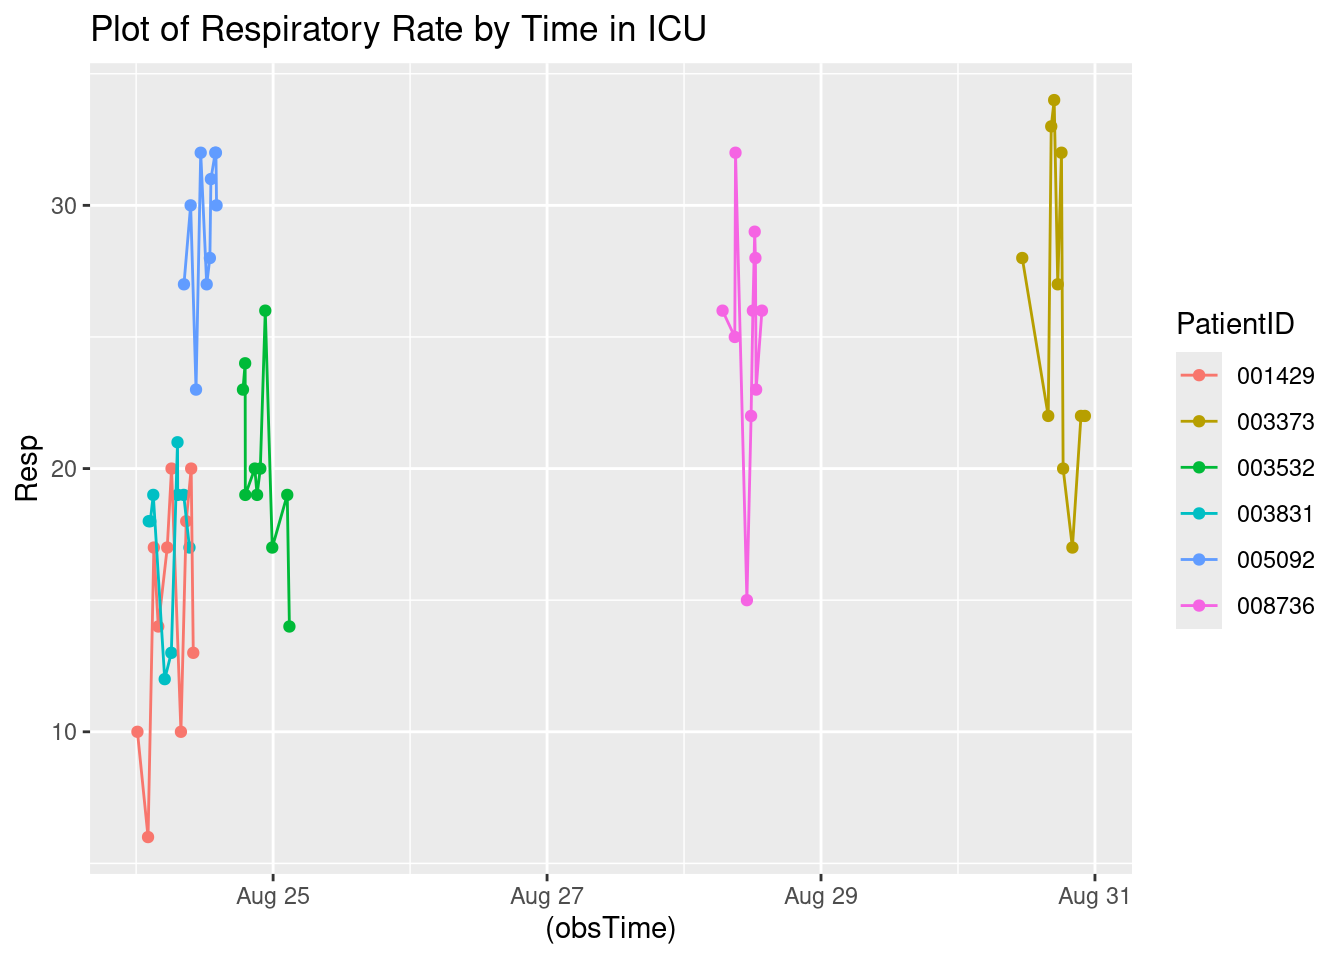 Plot of Respiratory Rate by Time in ICU
Resp
30
20
10
Aug 25
Aug 27
Aug 29
Aug 31
(obsTime)
PatientID
001429
003373
003532
003831
005092
008736